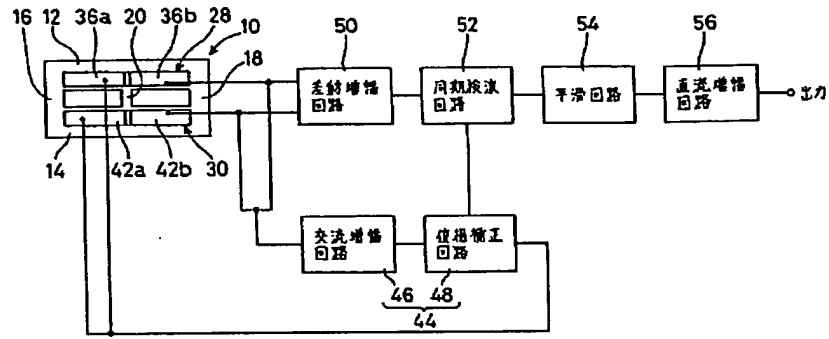 36a 20 36b 28
16 12 10
18
50
52
54
56
差動増幅
回路
同期検波
回路
平滑回路
直流増幅
回路
出力
14 42a 42b 30
交流増幅
回路
位相補正
回路
46 48
44